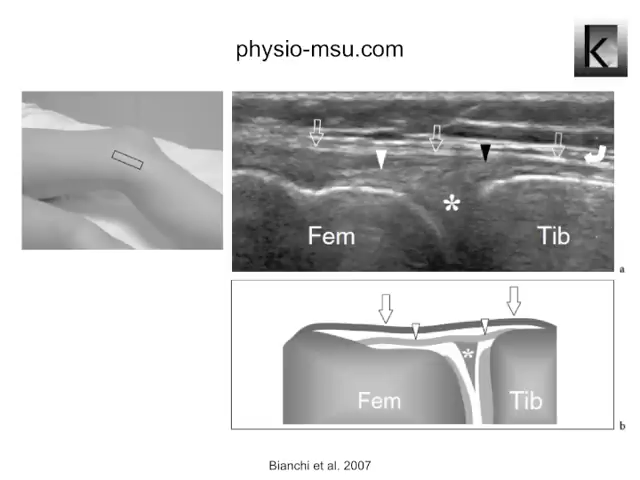 physio-msu.com
K
*
Fem
Tib
a
*
Fem
Tib
b
Bianchi et al. 2007